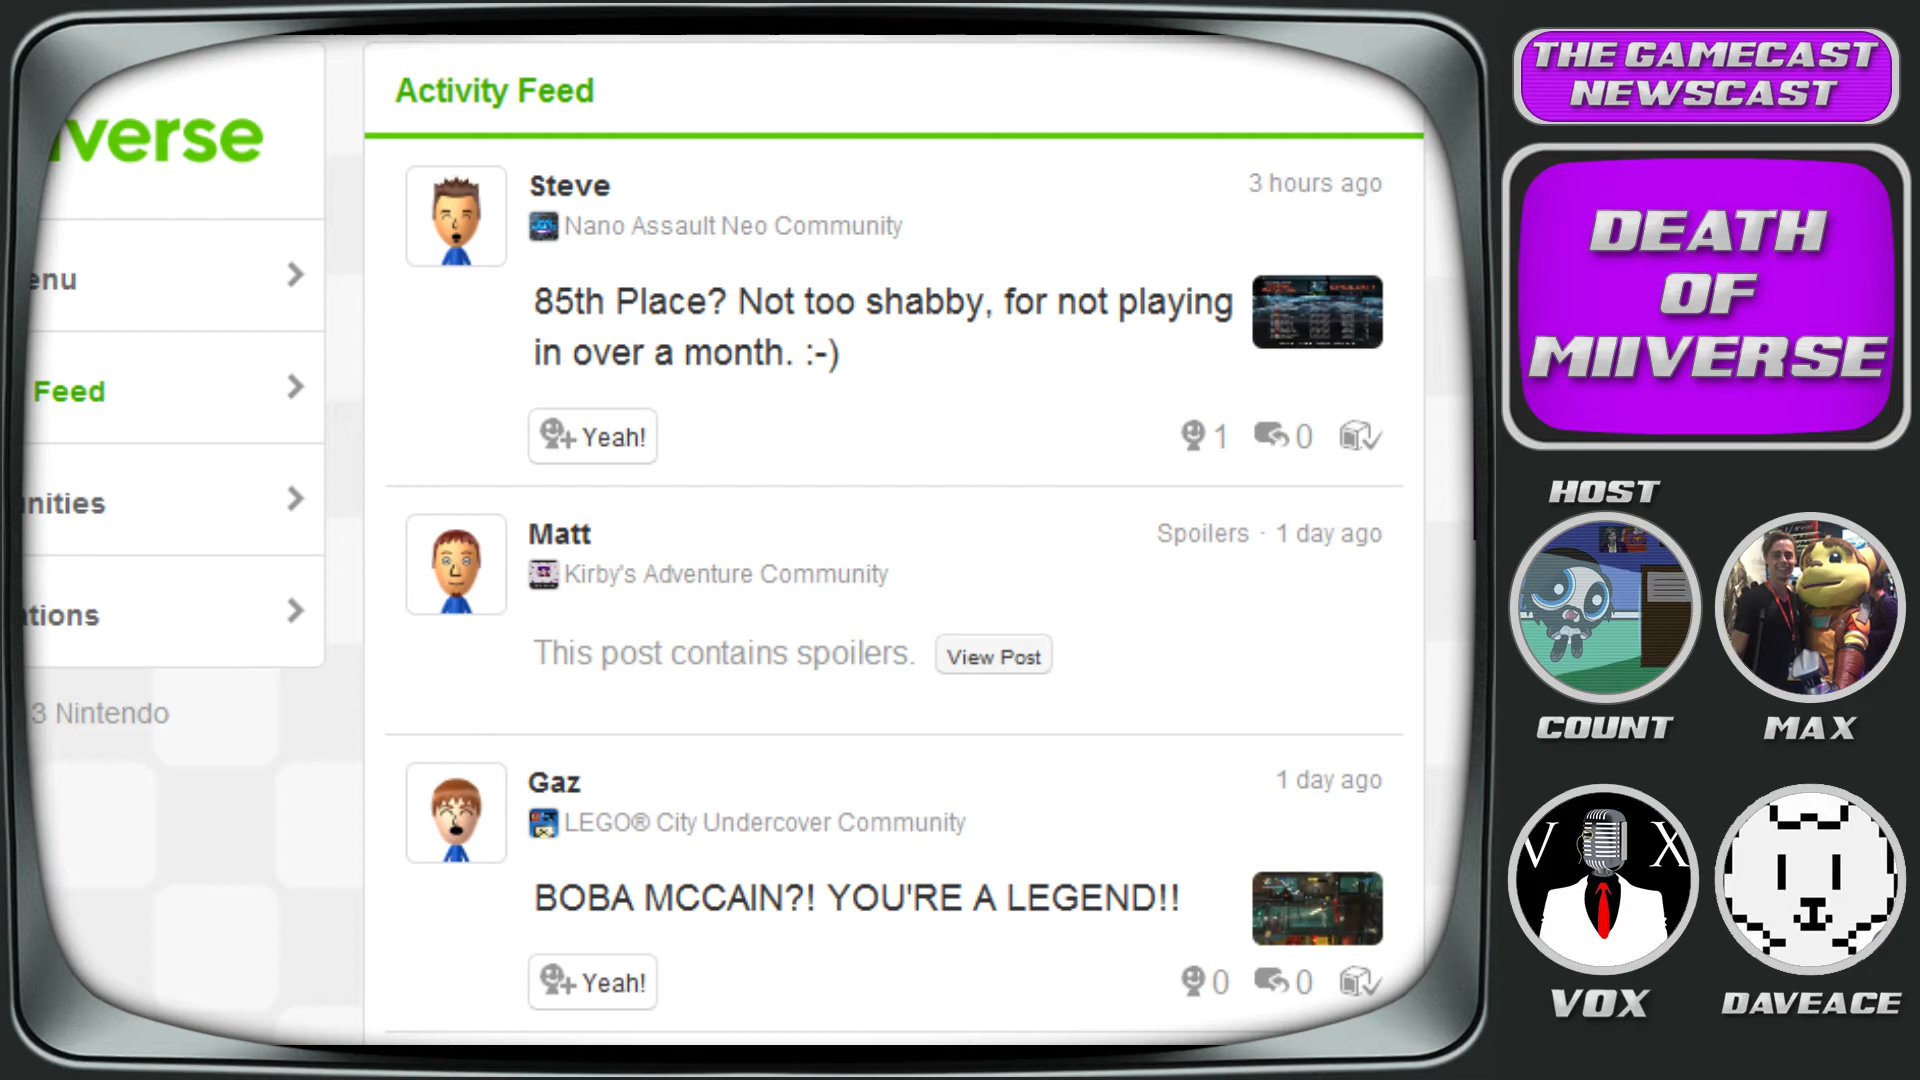 iverse
enu
Feed
nities
ations
3 Nintendo
Activity Feed
Steve
3 hours ago
Nano Assault Neo Community
85th Place? Not too shabby, for not playing
in over a month. :-)
Yeah!
1
0
Matt
Spoilers · 1 day ago
Kirby's Adventure Community
This post contains spoilers.
View Post
Gaz
1 day ago
LEGO® City Undercover Community
BOBA MCCAIN?! YOU'RE A LEGEND!!
Yeah!
0
0
THE GAMECAST
NEWSCAST
DEATH
OF
MIIVERSE
HOST
COUNT
MAX
V X
VOX
DAVEACE